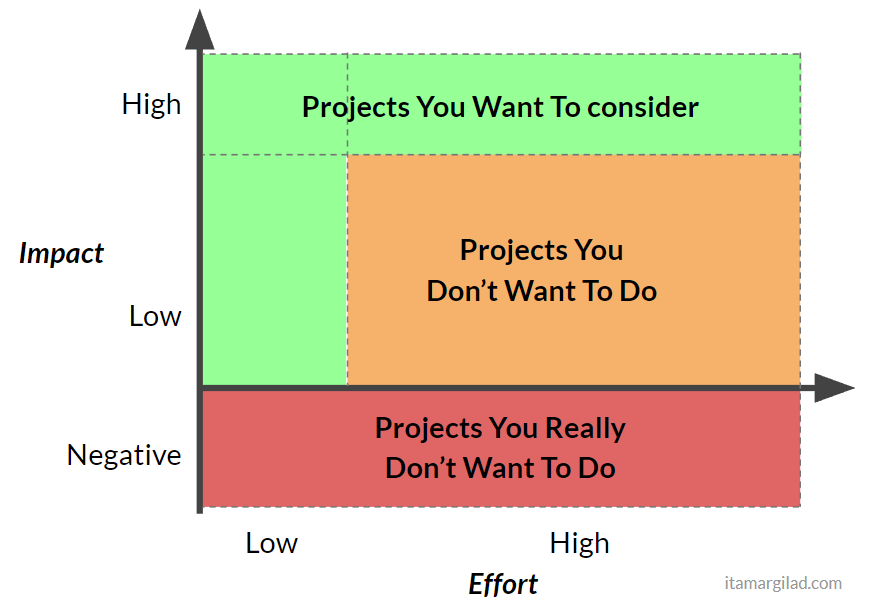 High
Projects You Want To consider
Impact
Projects You
Don’t Want To Do
Low
Negative
Projects You Really
Don’t Want To Do
Low
High
Effort
itamargilad.com